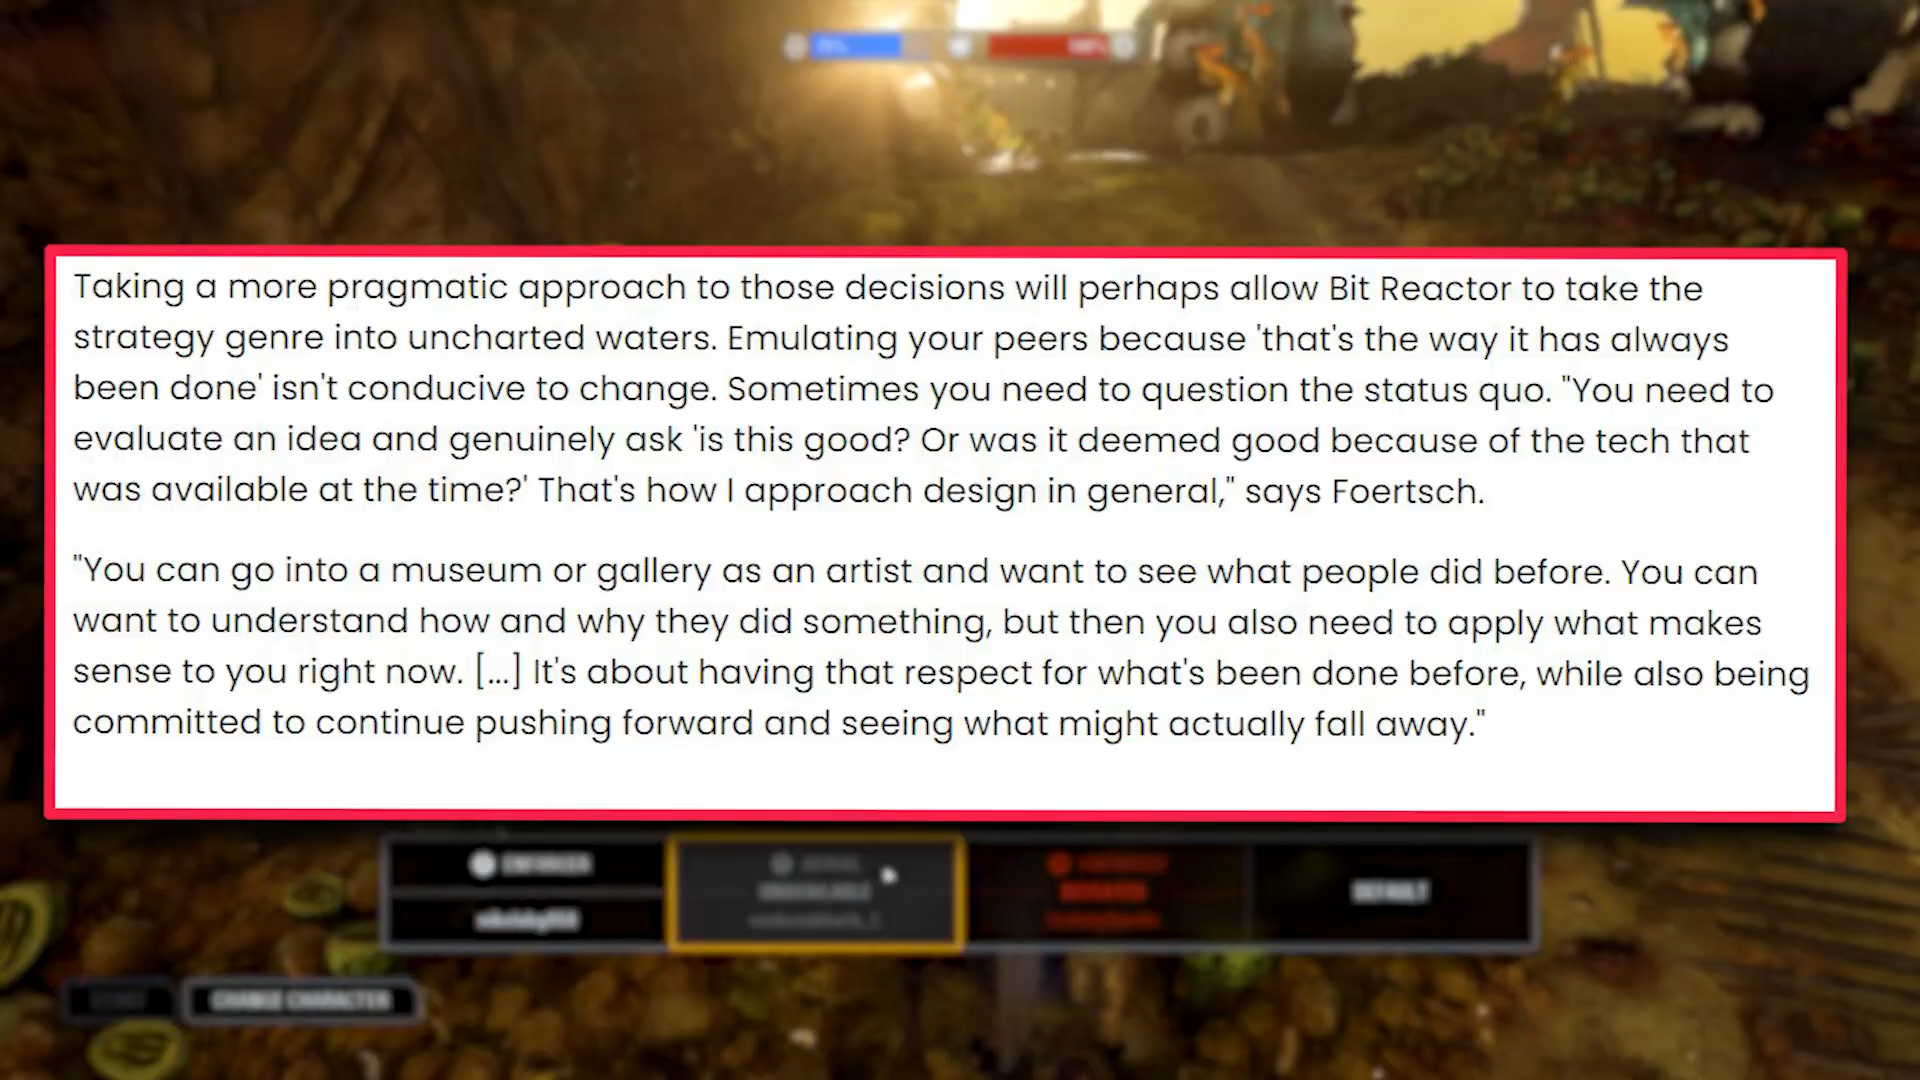 Taking a more pragmatic approach to those decisions will perhaps allow Bit Reactor to take the
strategy genre into uncharted waters. Emulating your peers because 'that's the way it has always
been done' isn't conducive to change. Sometimes you need to question the status quo. "You need to
evaluate an idea and genuinely ask 'is this good? Or was it deemed good because of the tech that
was available at the time?' That's how I approach design in general," says Foertsch.
"You can go into a museum or gallery as an artist and want to see what people did before. You can
want to understand how and why they did something, but then you also need to apply what makes
sense to you right now. [...] It's about having that respect for what's been done before, while also being
committed to continue pushing forward and seeing what might actually fall away."
ENFORCER
UNAVAILABLE
DEFEATED
DEFAULT
CHANGE CHARACTER